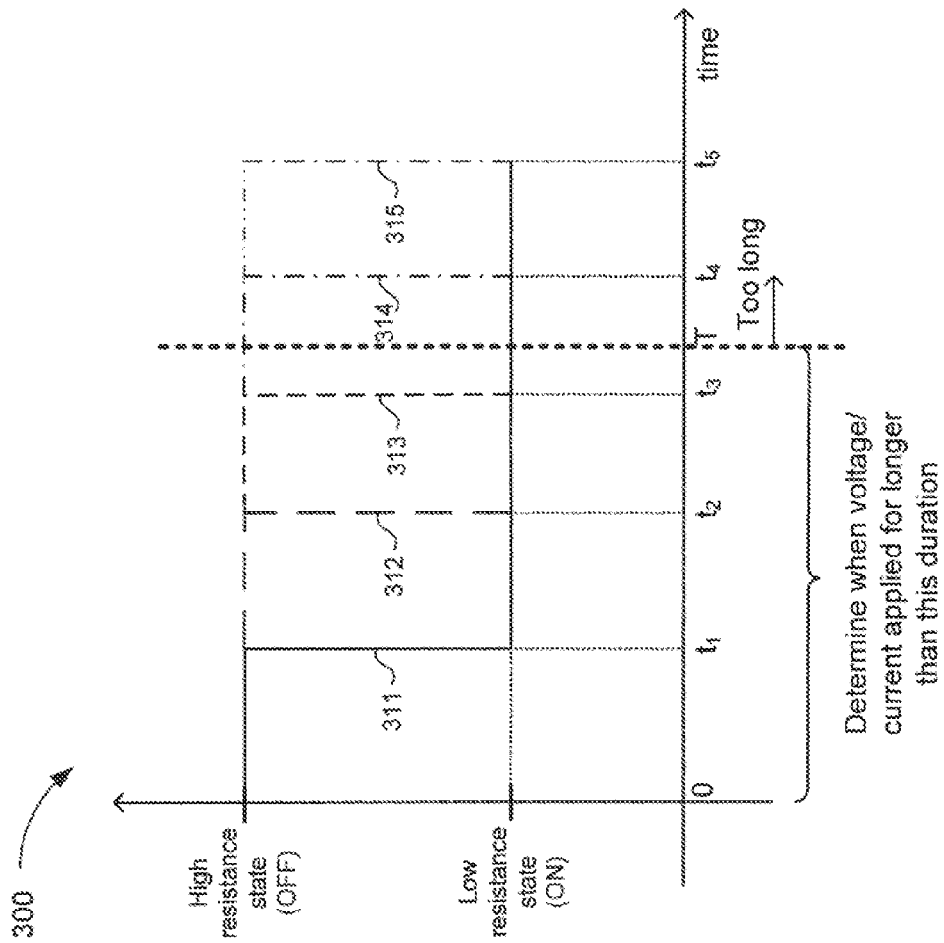 300
High
resistance
state
(OFF)
Low
resistance
state
(ON)
311
312
313
314
315
0
t1
t2
t3
T
t4
t5
time
Too long
Determine when voltage/
current applied for longer
than this duration